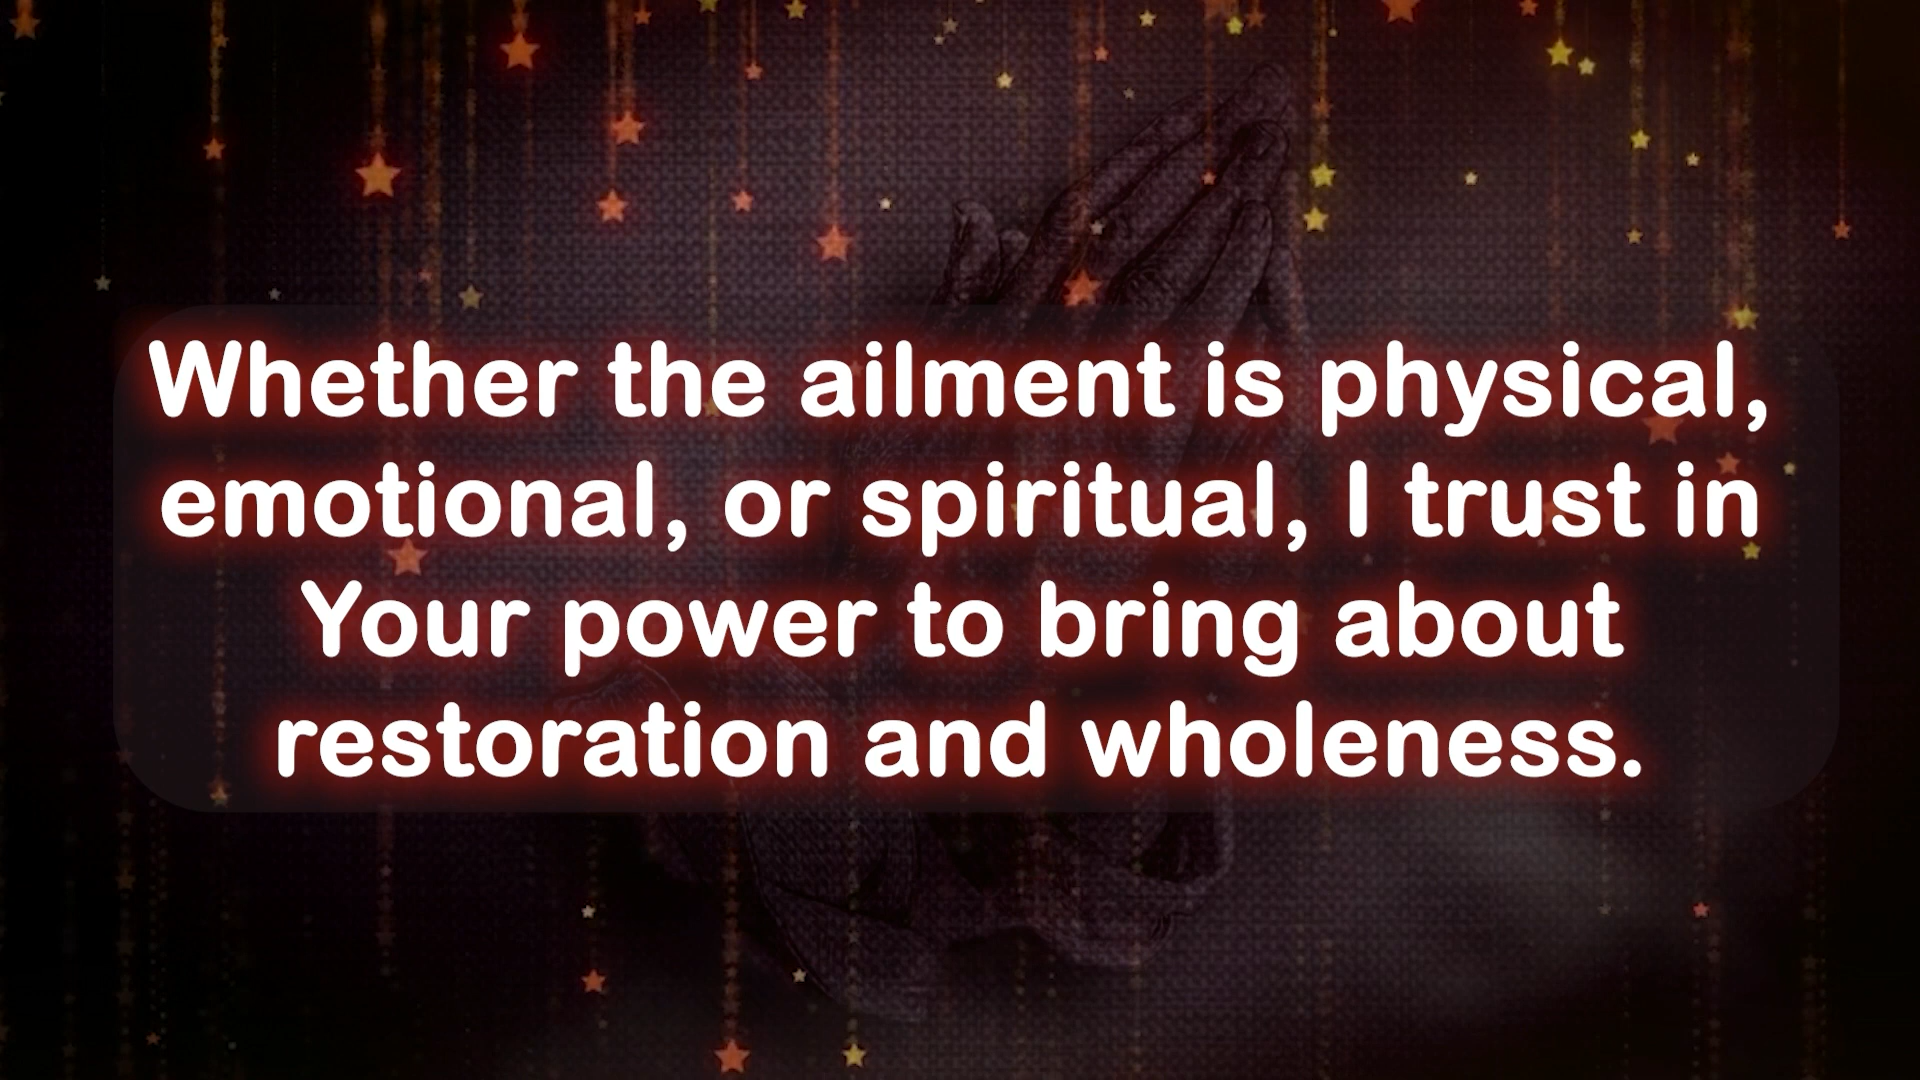 Whether the ailment is physical,
emotional, or spiritual, I trust in
Your power to bring about
restoration and wholeness.